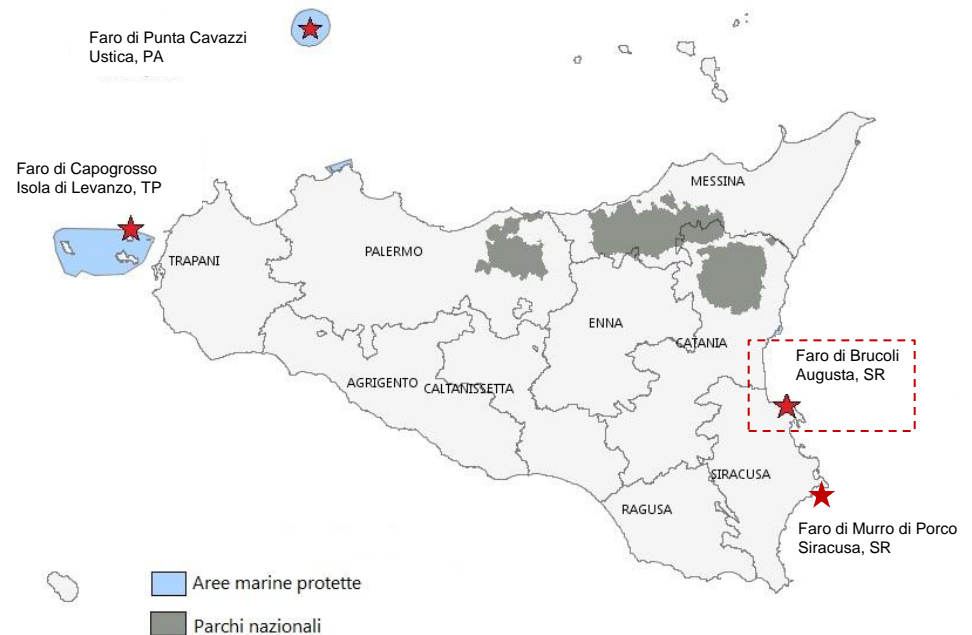 Faro di Punta Cavazzi
Ustica, PA
Faro di Capogrosso
Isola di Levanzo, TP
MESSINA
PALERMO
TRAPANI
ENNA
CATANIA
Faro di Brucoli
Augusta, SR
AGRIGENTO
CALTANISSETTA
SIRACUSA
RAGUSA
Faro di Murro di Porco
Siracusa, SR
Aree marine protette
Parchi nazionali